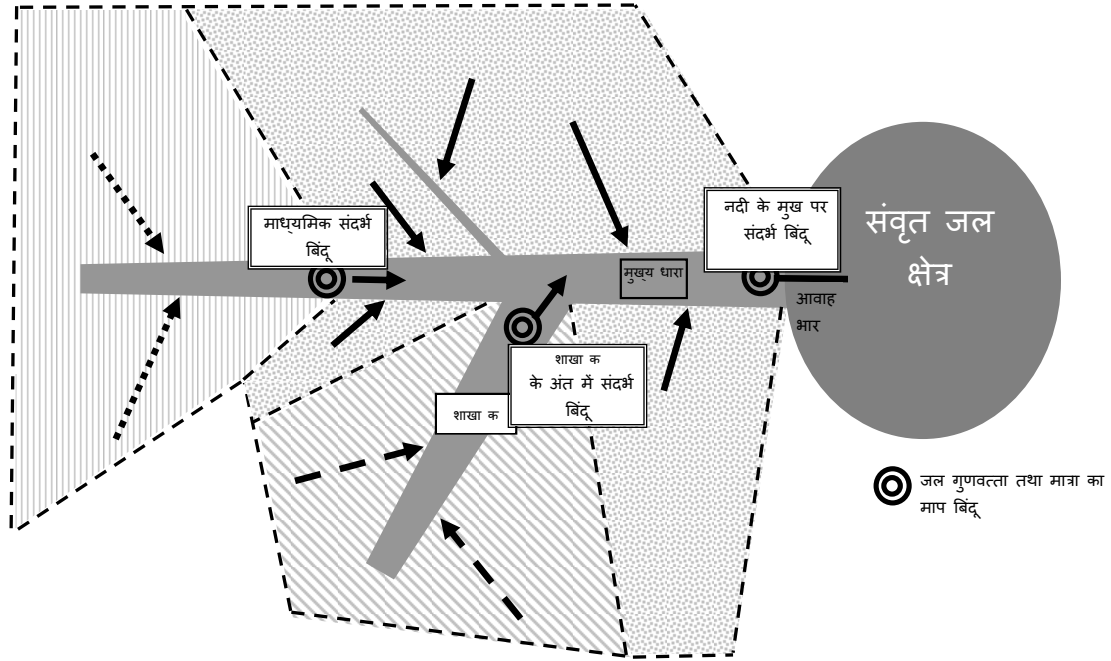 माध्यमिक संदर्भ
बिंदू
नदी के मुख पर
संदर्भ बिंदू
संवृत जल
क्षेत्र
मुख्य धारा
आवाह
भार
शाखा क
के अंत में संदर्भ
बिंदू
शाखा क
जल गुणवत्ता तथा मात्रा का
माप बिंदू